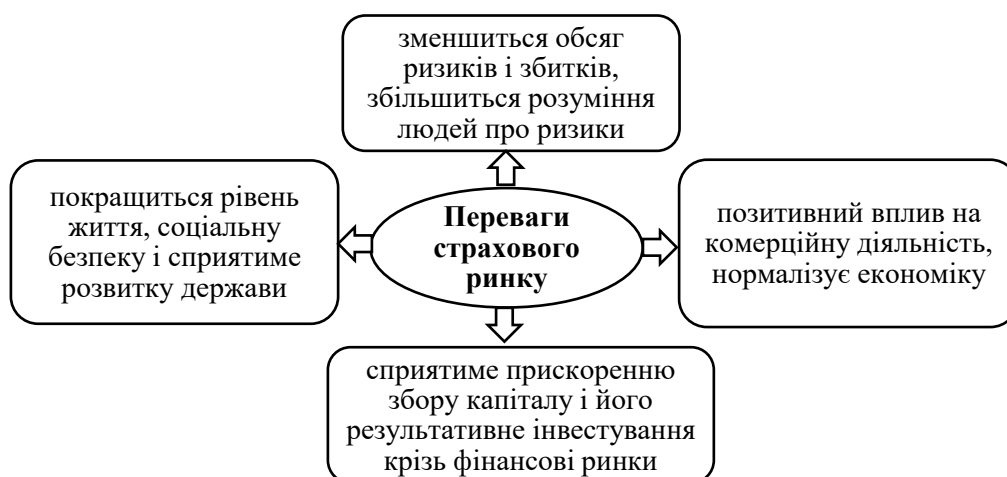 зменшиться обсяг
ризиків і збитків,
збільшиться розуміння
людей про ризики
покращиться рівень
життя, соціальну
безпеку і сприятиме
розвитку держави
Переваги
страхового
ринку
позитивний вплив на
комерційну діяльність,
нормалізує економіку
сприятиме прискоренню
збору капіталу і його
результативне інвестування
крізь фінансові ринки